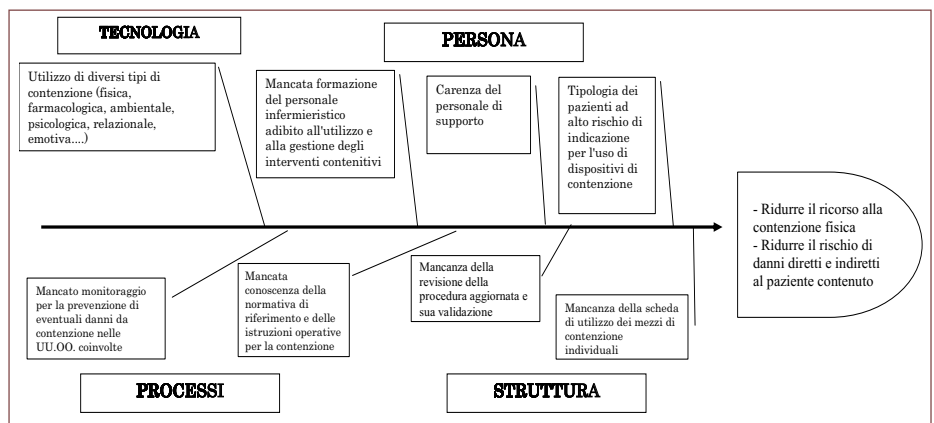 TECNOLOGIA
PERSONA
Utilizzo di diversi tipi di
contenzione (fisica,
farmacologica, ambientale,
psicologica, relazionale,
emotiva....)
Mancata formazione
del personale
infermieristico
adibito all'utilizzo e
alla gestione degli
interventi contenitivi
Carenza del
personale di
supporto
Tipologia dei
pazienti ad
alto rischio di
indicazione
per l'uso di
dispositivi di
contenzione
- Ridurre il ricorso alla
contenzione fisica
- Ridurre il rischio di
danni diretti e indiretti
al paziente contenuto
Mancato monitoraggio
per la prevenzione di
eventuali danni da
contenzione nelle
UU.OO. coinvolte
Mancata
conoscenza della
normativa di
riferimento e delle
istruzioni operative
per la contenzione
Mancanza della
revisione della
procedura aggiornata e
sua validazione
Mancanza della scheda
di utilizzo dei mezzi di
contenzione
individuali
PROCESSI
STRUTTURA